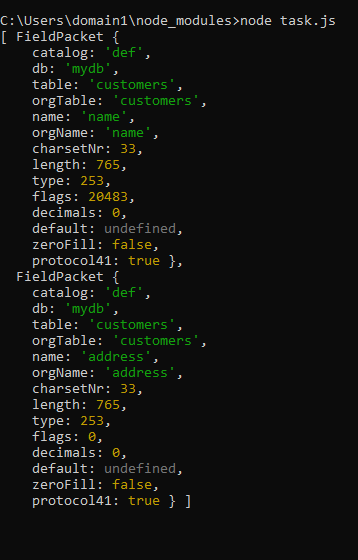 C:\Users\domain1\node_modules>node task.js
[ FieldPacket {
    catalog: 'def',
    db: 'mydb',
    table: 'customers',
    orgTable: 'customers',
    name: 'name',
    orgName: 'name',
    charsetNr: 33,
    length: 765,
    type: 253,
    flags: 20483,
    decimals: 0,
    default: undefined,
    zeroFill: false,
    protocol41: true },
  FieldPacket {
    catalog: 'def',
    db: 'mydb',
    table: 'customers',
    orgTable: 'customers',
    name: 'address',
    orgName: 'address',
    charsetNr: 33,
    length: 765,
    type: 253,
    flags: 0,
    decimals: 0,
    default: undefined,
    zeroFill: false,
    protocol41: true } ]